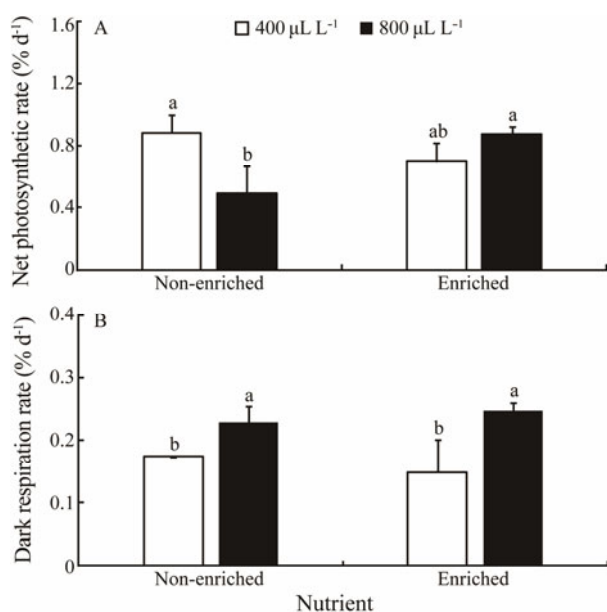 A
400 μL L⁻¹ 800 μL L⁻¹
Net photosynthetic rate (% d⁻¹)
1.6
1.2
0.8
0.4
0
a
b
ab
a
Non-enriched Enriched
B
Dark respiration rate (% d⁻¹)
0.4
0.3
0.2
0.1
0
b
a
b
a
Non-enriched Enriched
Nutrient